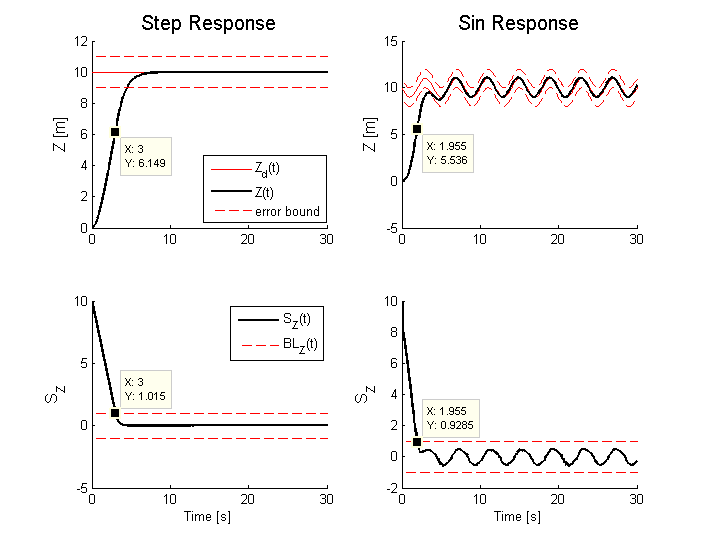 Step Response
Sin Response
12
10
8
6
4
2
0
Z [m]
X: 3
Y: 6.149
Z_d(t)
Z(t)
error bound
0
10
20
30
15
10
5
0
-5
Z [m]
X: 1.955
Y: 5.536
0
10
20
30
10
5
0
-5
S_Z
S_Z(t)
BL_Z(t)
X: 3
Y: 1.015
0
10
20
30
Time [s]
10
8
6
4
2
0
-2
S_Z
X: 1.955
Y: 0.9285
0
10
20
30
Time [s]